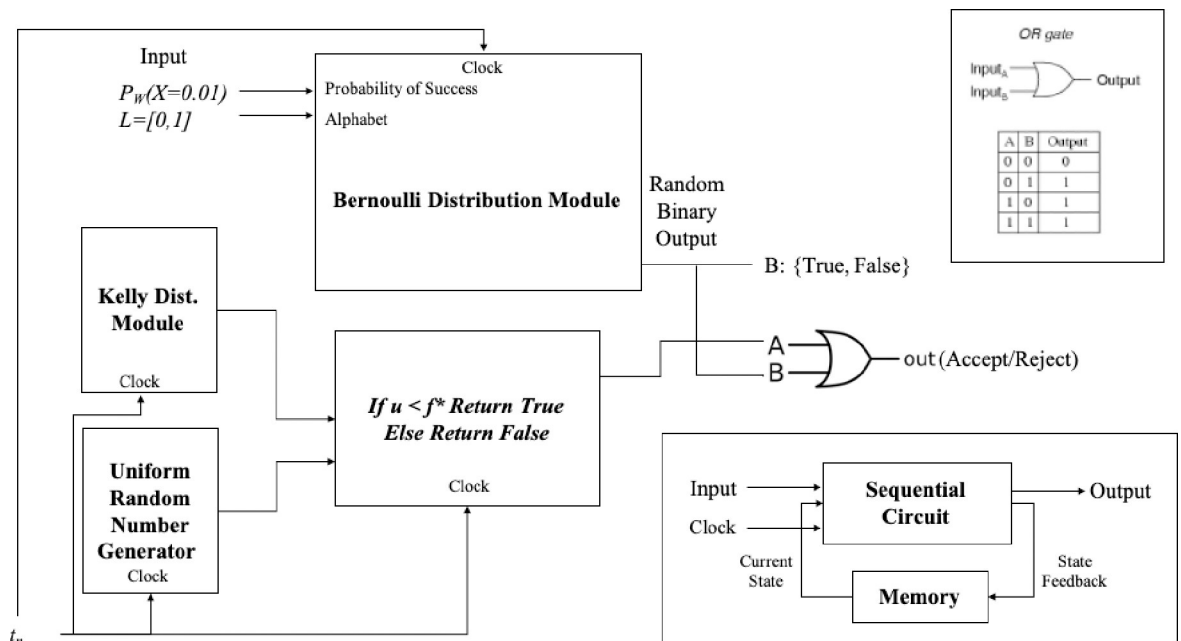 Input
P_W(X=0.01)
L=[0,1]
Clock
Probability of Success
Alphabet
Bernoulli Distribution Module
Random
Binary
Output
B: {True, False}
OR gate
Input_A
Input_B
Output
A B Output
0 0 0
0 1 1
1 0 1
1 1 1
Kelly Dist.
Module
Clock
If u < f* Return True
Else Return False
Clock
A
B
out (Accept/Reject)
Uniform
Random
Number
Generator
Clock
Input
Clock
Sequential
Circuit
Output
Current
State
State
Feedback
Memory
t_n